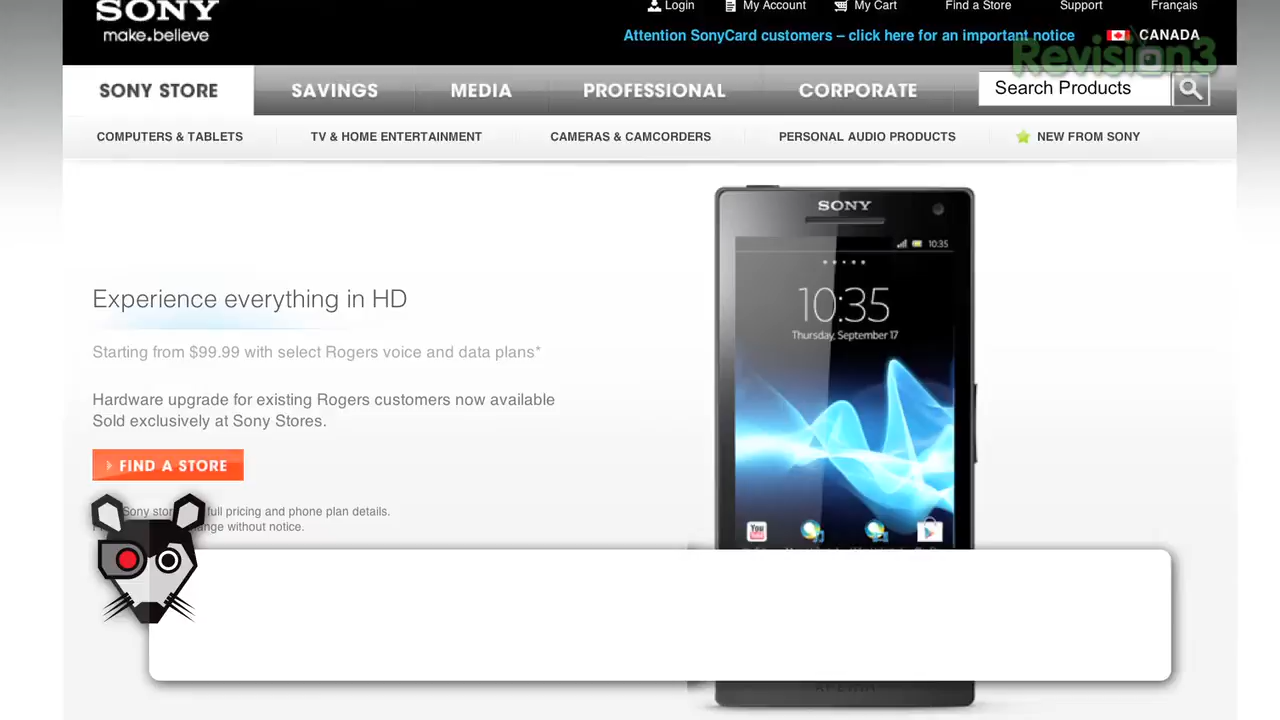 SONY
make.believe
Login
My Account
My Cart
Find a Store
Support
Français
Attention SonyCard customers – click here for an important notice
CANADA
Revision3
SONY STORE
SAVINGS
MEDIA
PROFESSIONAL
CORPORATE
Search Products
COMPUTERS & TABLETS
TV & HOME ENTERTAINMENT
CAMERAS & CAMCORDERS
PERSONAL AUDIO PRODUCTS
NEW FROM SONY
SONY
10:35
10:35
Thursday, September 17
Experience everything in HD
Starting from $99.99 with select Rogers voice and data plans*
Hardware upgrade for existing Rogers customers now available
Sold exclusively at Sony Stores.
FIND A STORE
Sony full pricing and phone plan details.
without notice.
You